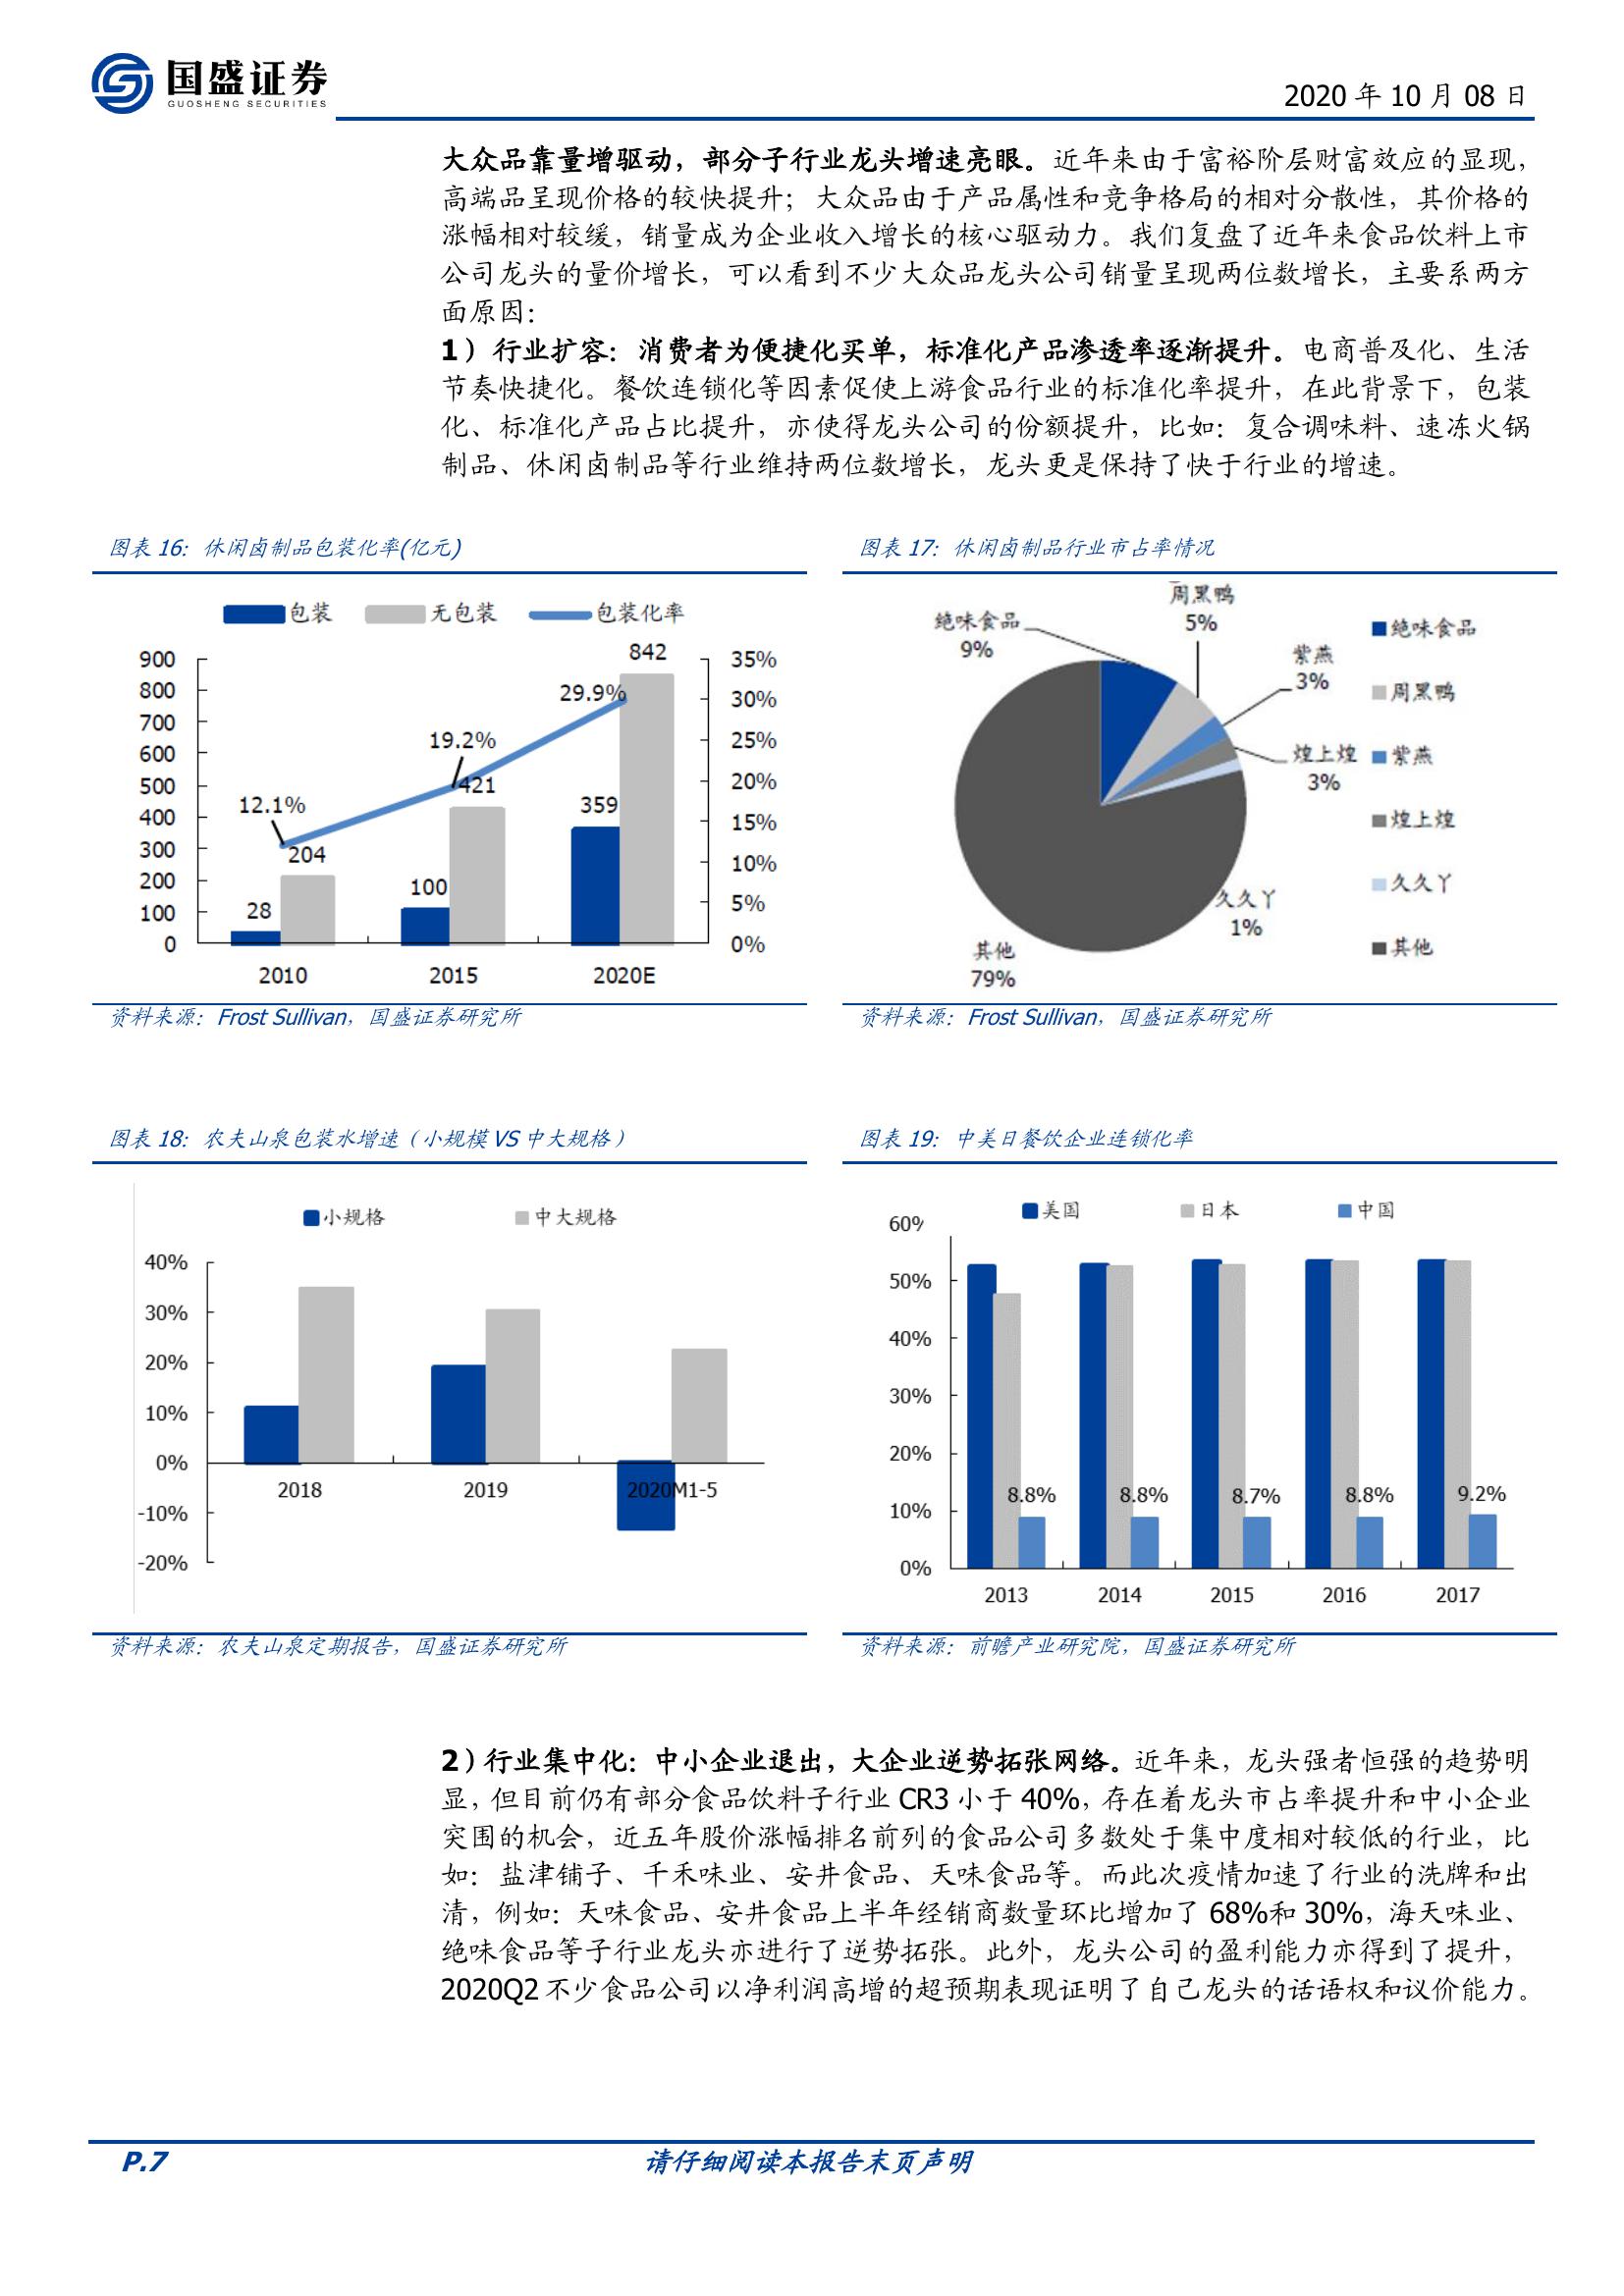 国盛证券
GUOSHENG SECURITIES
2020 年 10 月 08 日
大众品靠量增驱动，部分子行业龙头增速亮眼。近年来由于富裕阶层财富效应的显现，
高端品呈现价格的较快提升；大众品由于产品属性和竞争格局的相对分散性，其价格的
涨幅相对较缓，销量成为企业收入增长的核心驱动力。我们复盘了近年来食品饮料上市
公司龙头的量价增长，可以看到不少大众品龙头公司销量呈现两位数增长，主要系两方
面原因：
1）行业扩容：消费者为便捷化买单，标准化产品渗透率逐渐提升。电商普及化、生活
节奏快捷化。餐饮连锁化等因素促使上游食品行业的标准化率提升，在此背景下，包装
化、标准化产品占比提升，亦使得龙头公司的份额提升，比如：复合调味料、速冻火锅
制品、休闲卤制品等行业维持两位数增长，龙头更是保持了快于行业的增速。
图表 16：休闲卤制品包装化率(亿元)
包装 无包装 包装化率
900
800
700
600
500
400
300
200
100
0
35%
30%
25%
20%
15%
10%
5%
0%
12.1%
19.2%
29.9%
28
204
100
421
359
842
2010 2015 2020E
资料来源：Frost Sullivan，国盛证券研究所
图表 17：休闲卤制品行业市占率情况
绝味食品
9%
周黑鸭
5%
紫燕
3%
煌上煌
3%
久久丫
1%
其他
79%
绝味食品
周黑鸭
紫燕
煌上煌
久久丫
其他
资料来源：Frost Sullivan，国盛证券研究所
图表 18：农夫山泉包装水增速（小规模 VS 中大规格）
小规格 中大规格
40%
30%
20%
10%
0%
-10%
-20%
2018 2019 2020M1-5
资料来源：农夫山泉定期报告，国盛证券研究所
图表 19：中美日餐饮企业连锁化率
美国 日本 中国
60%
50%
40%
30%
20%
10%
0%
8.8% 8.8% 8.7% 8.8% 9.2%
2013 2014 2015 2016 2017
资料来源：前瞻产业研究院，国盛证券研究所
2）行业集中化：中小企业退出，大企业逆势拓张网络。近年来，龙头强者恒强的趋势明
显，但目前仍有部分食品饮料子行业 CR3 小于 40%，存在着龙头市占率提升和中小企业
突围的机会，近五年股价涨幅排名前列的食品公司多数处于集中度相对较低的行业，比
如：盐津铺子、千禾味业、安井食品、天味食品等。而此次疫情加速了行业的洗牌和出
清，例如：天味食品、安井食品上半年经销商数量环比增加了 68%和 30%，海天味业、
绝味食品等子行业龙头亦进行了逆势拓张。此外，龙头公司的盈利能力亦得到了提升，
2020Q2 不少食品公司以净利润高增的超预期表现证明了自己龙头的话语权和议价能力。
P.7
请仔细阅读本报告末页声明